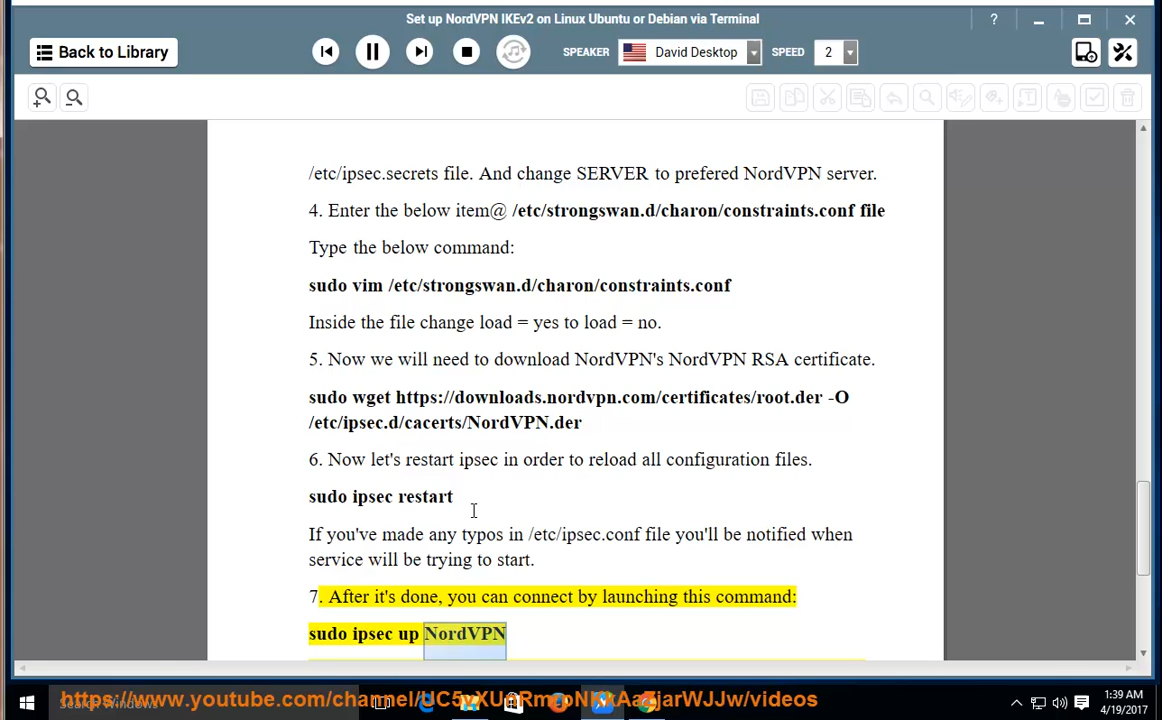 Set up NordVPN IKEv2 on Linux Ubuntu or Debian via Terminal
Back to Library
SPEAKER
David Desktop
SPEED
2
/etc/ipsec.secrets file. And change SERVER to prefered NordVPN server.
4. Enter the below item@ /etc/strongswan.d/charon/constraints.conf file
Type the below command:
sudo vim /etc/strongswan.d/charon/constraints.conf
Inside the file change load = yes to load = no.
5. Now we will need to download NordVPN's NordVPN RSA certificate.
sudo wget https://downloads.nordvpn.com/certificates/root.der -O
/etc/ipsec.d/cacerts/NordVPN.der
6. Now let's restart ipsec in order to reload all configuration files.
sudo ipsec restart
If you've made any typos in /etc/ipsec.conf file you'll be notified when
service will be trying to start.
7. After it's done, you can connect by launching this command:
sudo ipsec up NordVPN
Search Windows
1:39 AM
4/19/2017